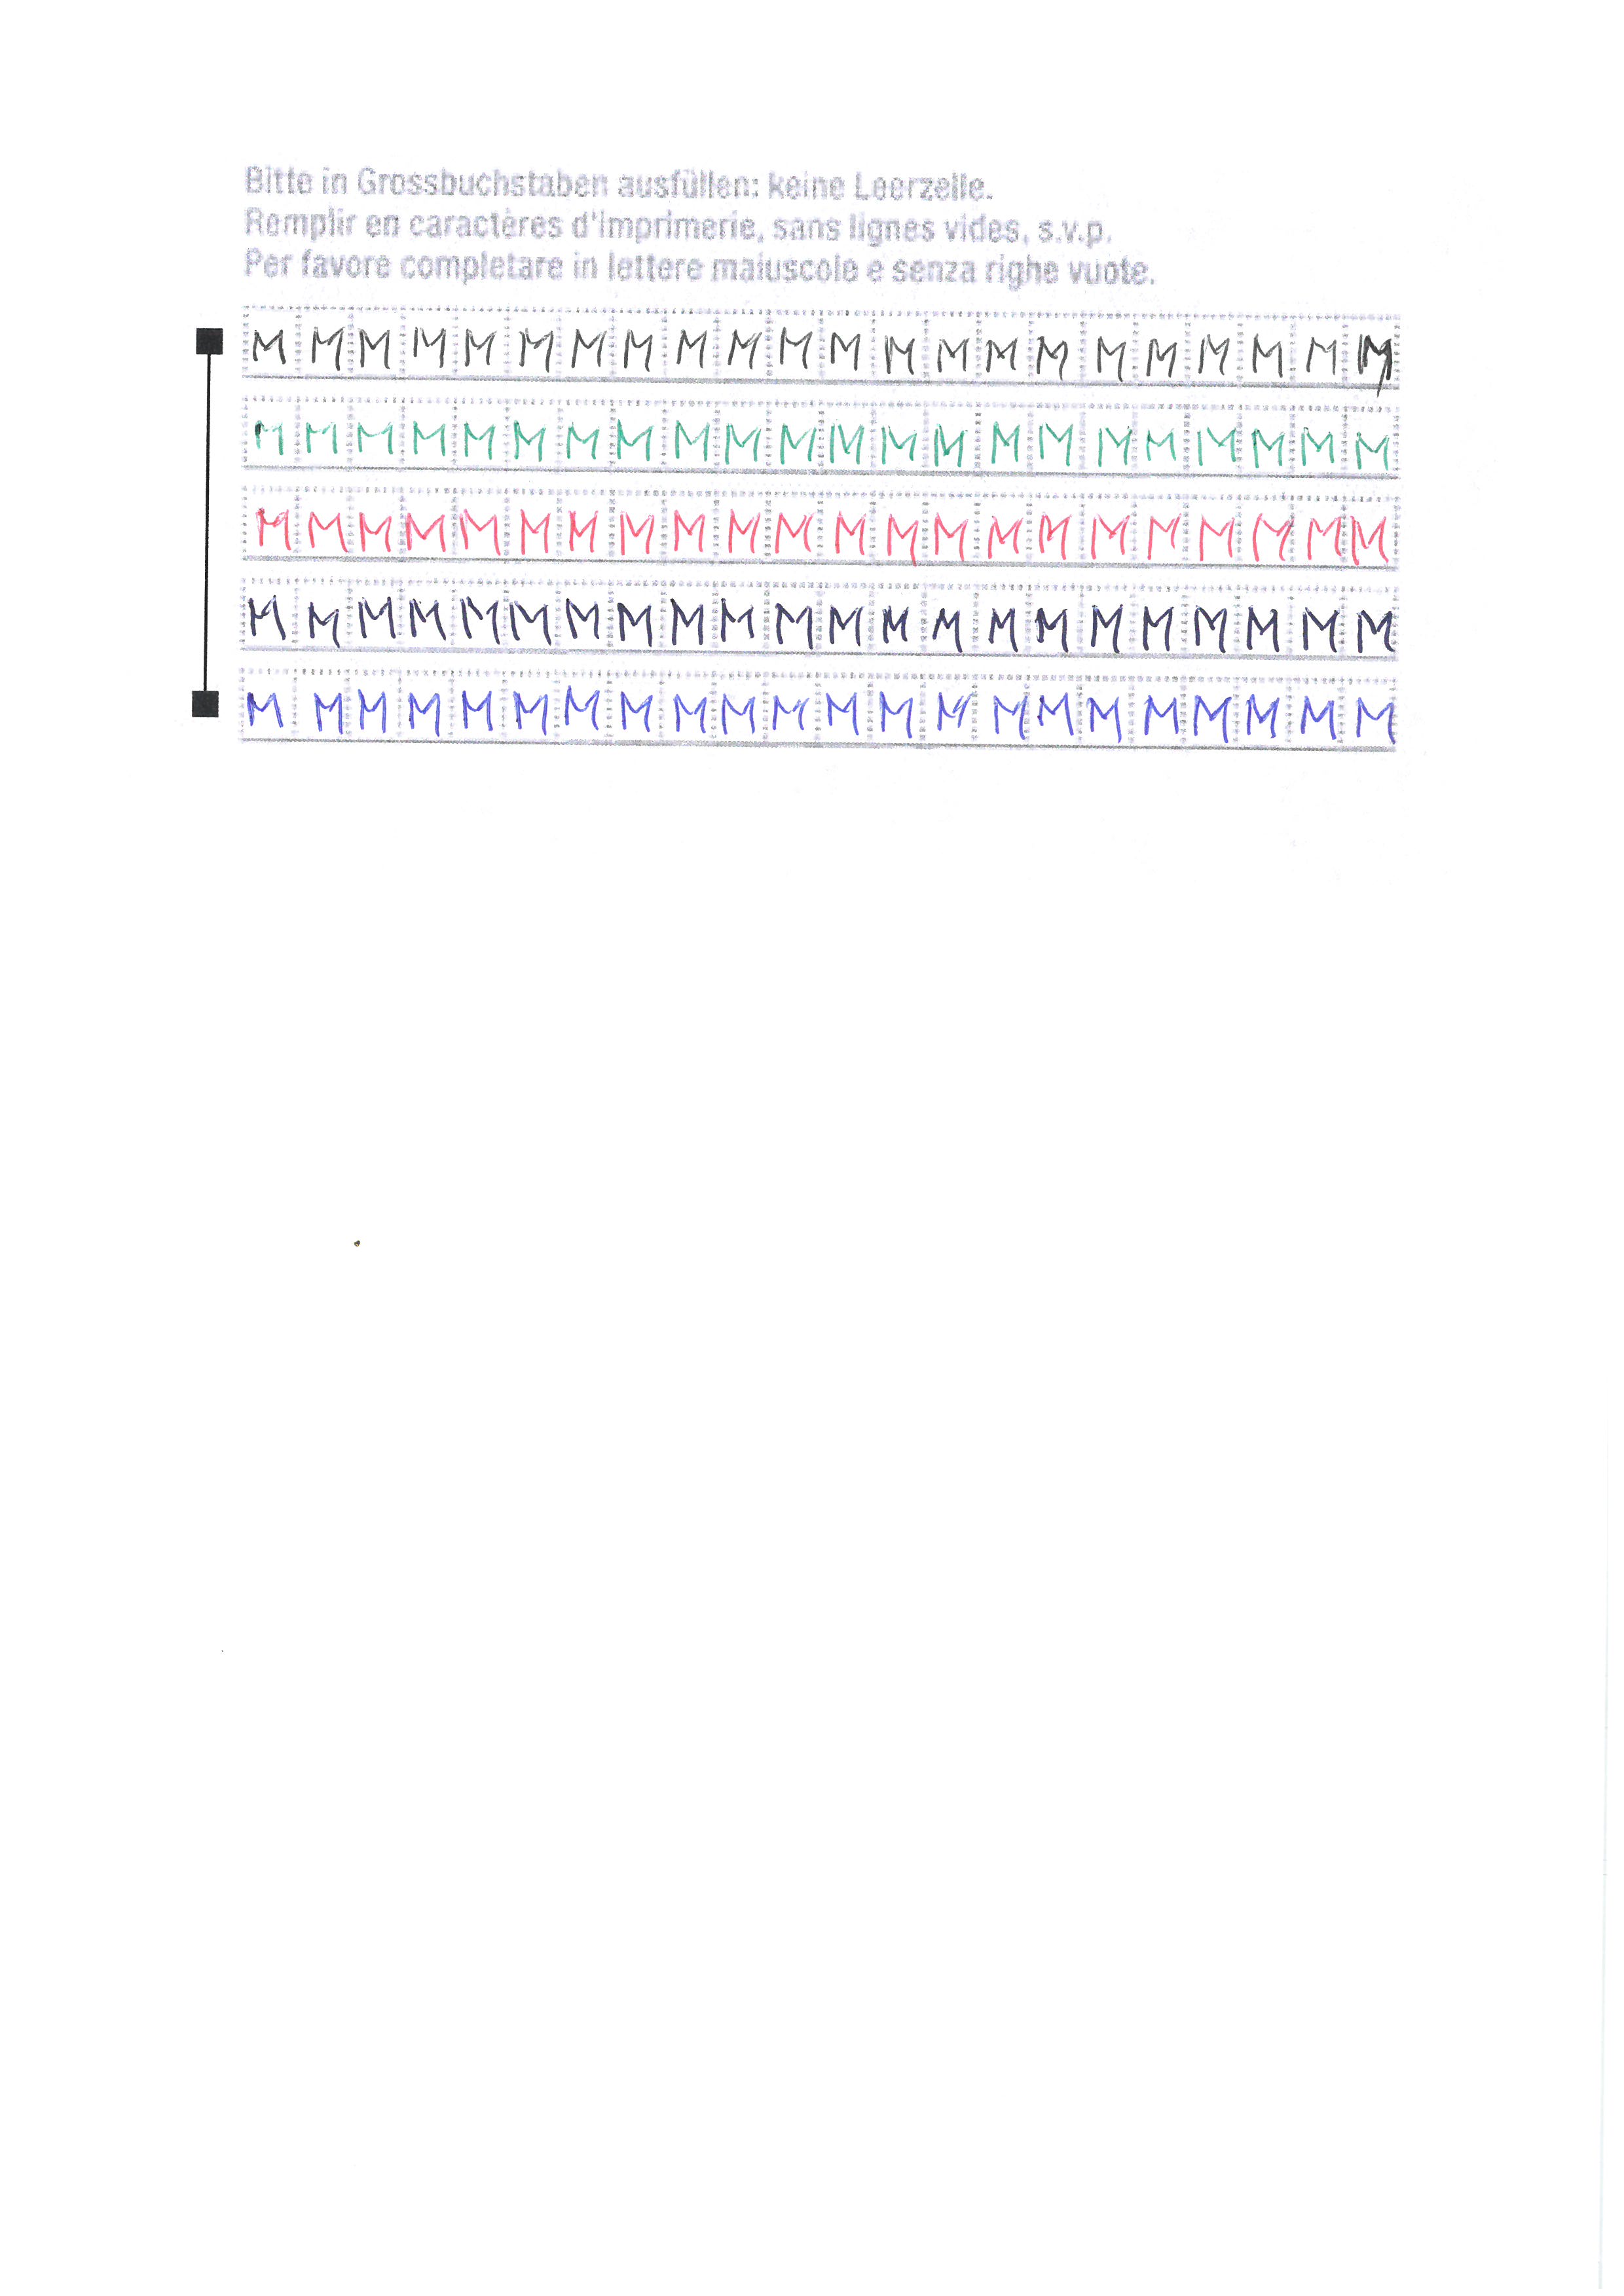 Bitte in Grossbuchstaben ausfüllen: keine Leerzeile.
Remplir en caractères d'imprimerie, sans lignes vides, s.v.p.
Per favore completare in lettere maiuscole e senza righe vuote.
M M M M M M M M M M M M M M M M M M M M M M
M M M M M M M M M M M M M M M M M M M M M M
M M M M M M M M M M M M M M M M M M M M M M
M M M M M M M M M M M M M M M M M M M M M M
M M M M M M M M M M M M M M M M M M M M M M